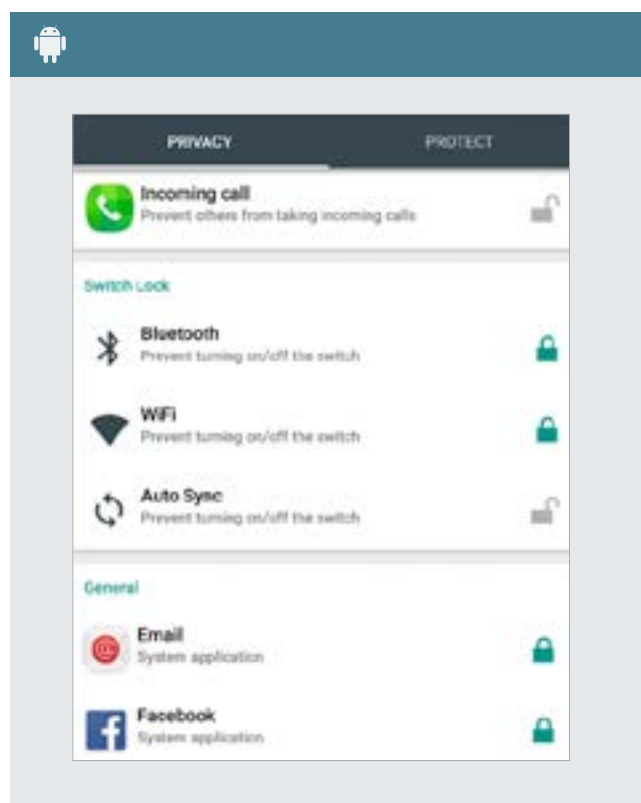 PRIVACY
PROTECT
Incoming call
Prevent others from taking incoming calls
Switch Lock
Bluetooth
Prevent turning on/off the switch
WiFi
Prevent turning on/off the switch
Auto Sync
Prevent turning on/off the switch
General
Email
System application
Facebook
System application